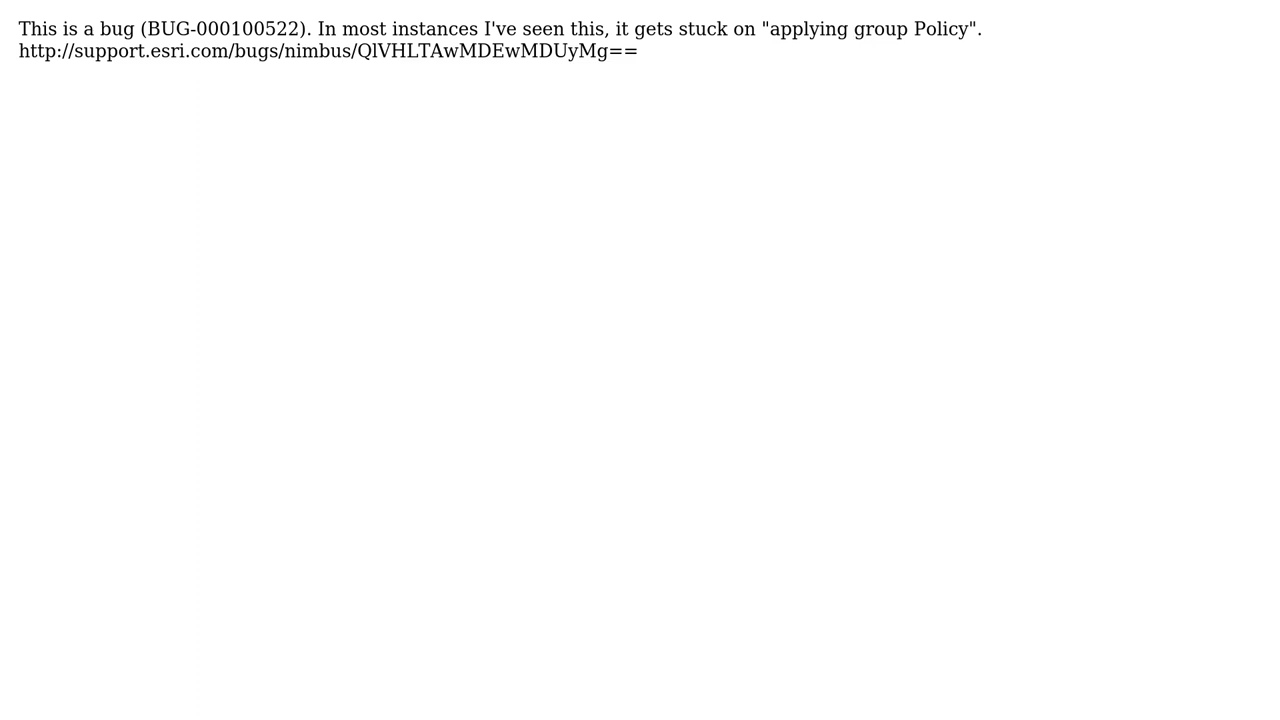 This is a bug (BUG-000100522). In most instances I've seen this, it gets stuck on "applying group Policy".
http://support.esri.com/bugs/nimbus/QlVHLTAwMDEwMDUyMg==